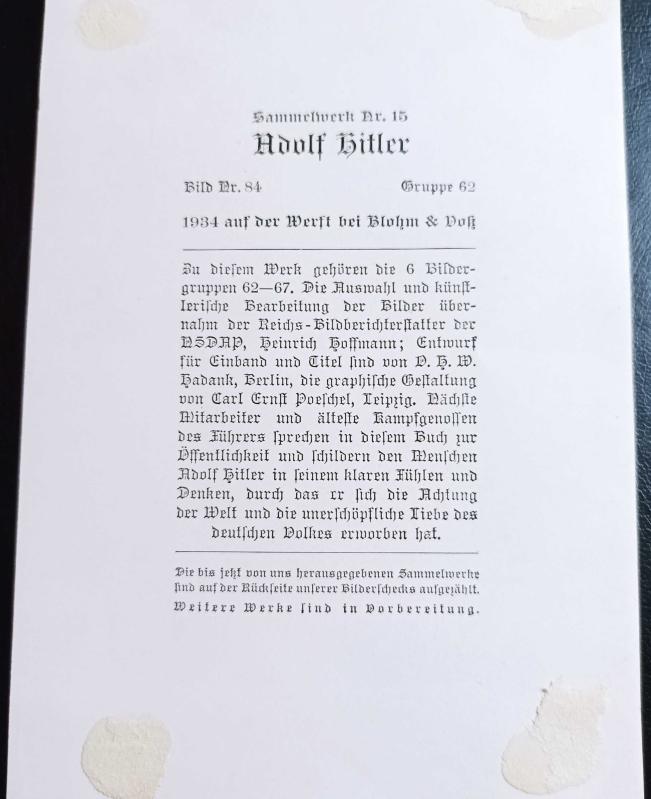 Sammelwerk Nr. 15
Adolf Hitler
Bild Nr. 84 Gruppe 62
1934 auf der Werft bei Blohm & Voß
Zu diesem Werk gehören die 6 Bilder-
gruppen 62—67. Die Auswahl und künst-
lerische Bearbeitung der Bilder über-
nahm der Reichs-Bildberichterstatter der
NSDAP, Heinrich Hoffmann; Entwurf
für Einband und Titel sind von O. H. W.
Hadank, Berlin, die graphische Gestaltung
von Carl Ernst Poeschel, Leipzig. Nächste
Mitarbeiter und älteste Kampfgenossen
des Führers sprechen in diesem Buch zur
Öffentlichkeit und schildern den Menschen
Adolf Hitler in seinem klaren Fühlen und
Denken, durch das er sich die Achtung
der Welt und die unerschöpfliche Liebe des
deutschen Volkes erworben hat.
Die bis jetzt von uns herausgegebenen Sammelwerke
sind auf der Rückseite unserer Bilderschecks aufgezählt.
Weitere Werke sind in Vorbereitung.